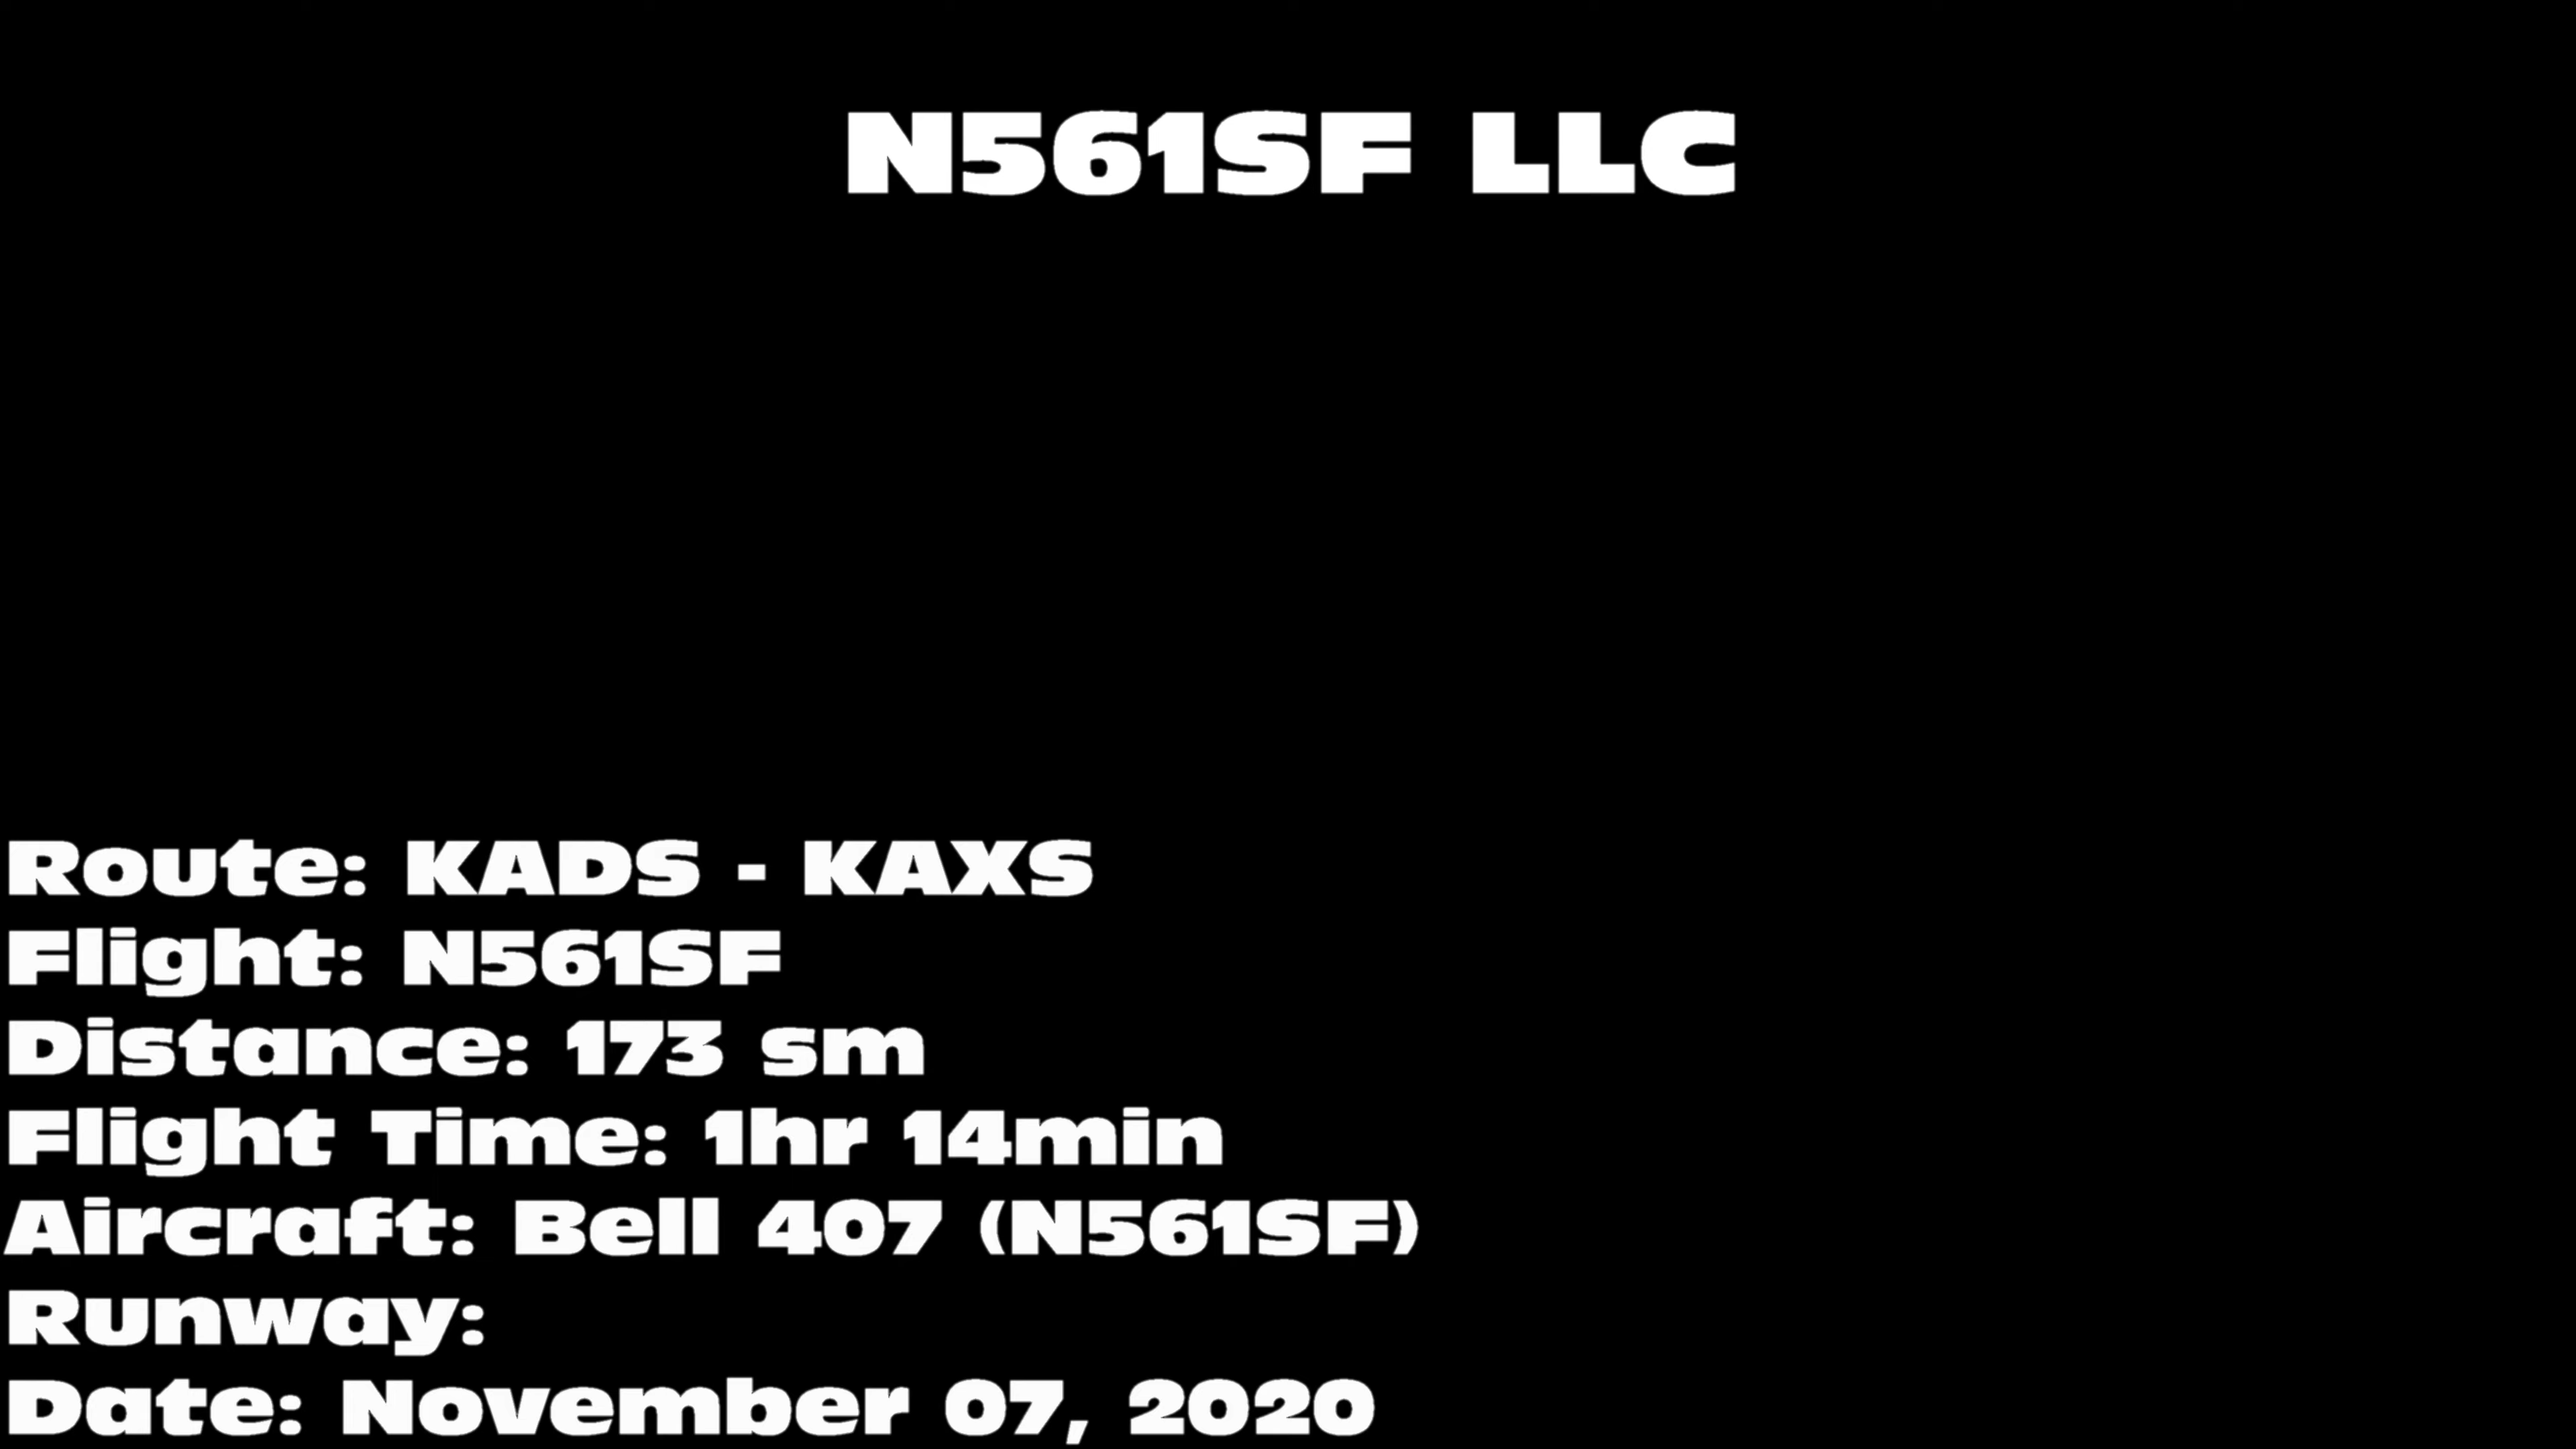 N561SF LLC
Route: KADS - KAXS
Flight: N561SF
Distance: 173 sm
Flight Time: 1hr 14min
Aircraft: Bell 407 (N561SF)
Runway:
Date: November 07, 2020